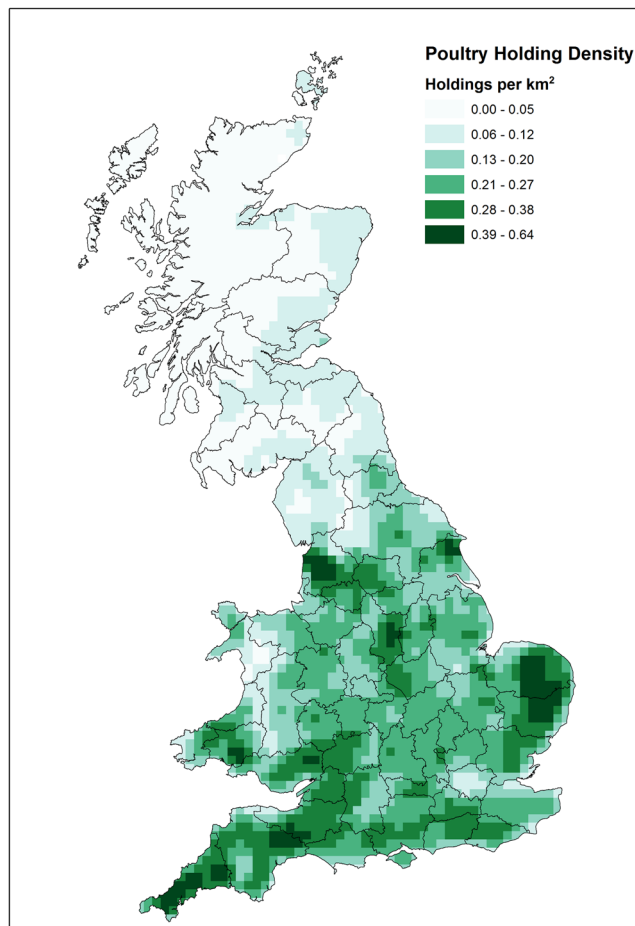 Poultry Holding Density
Holdings per km²
0.00 - 0.05
0.06 - 0.12
0.13 - 0.20
0.21 - 0.27
0.28 - 0.38
0.39 - 0.64